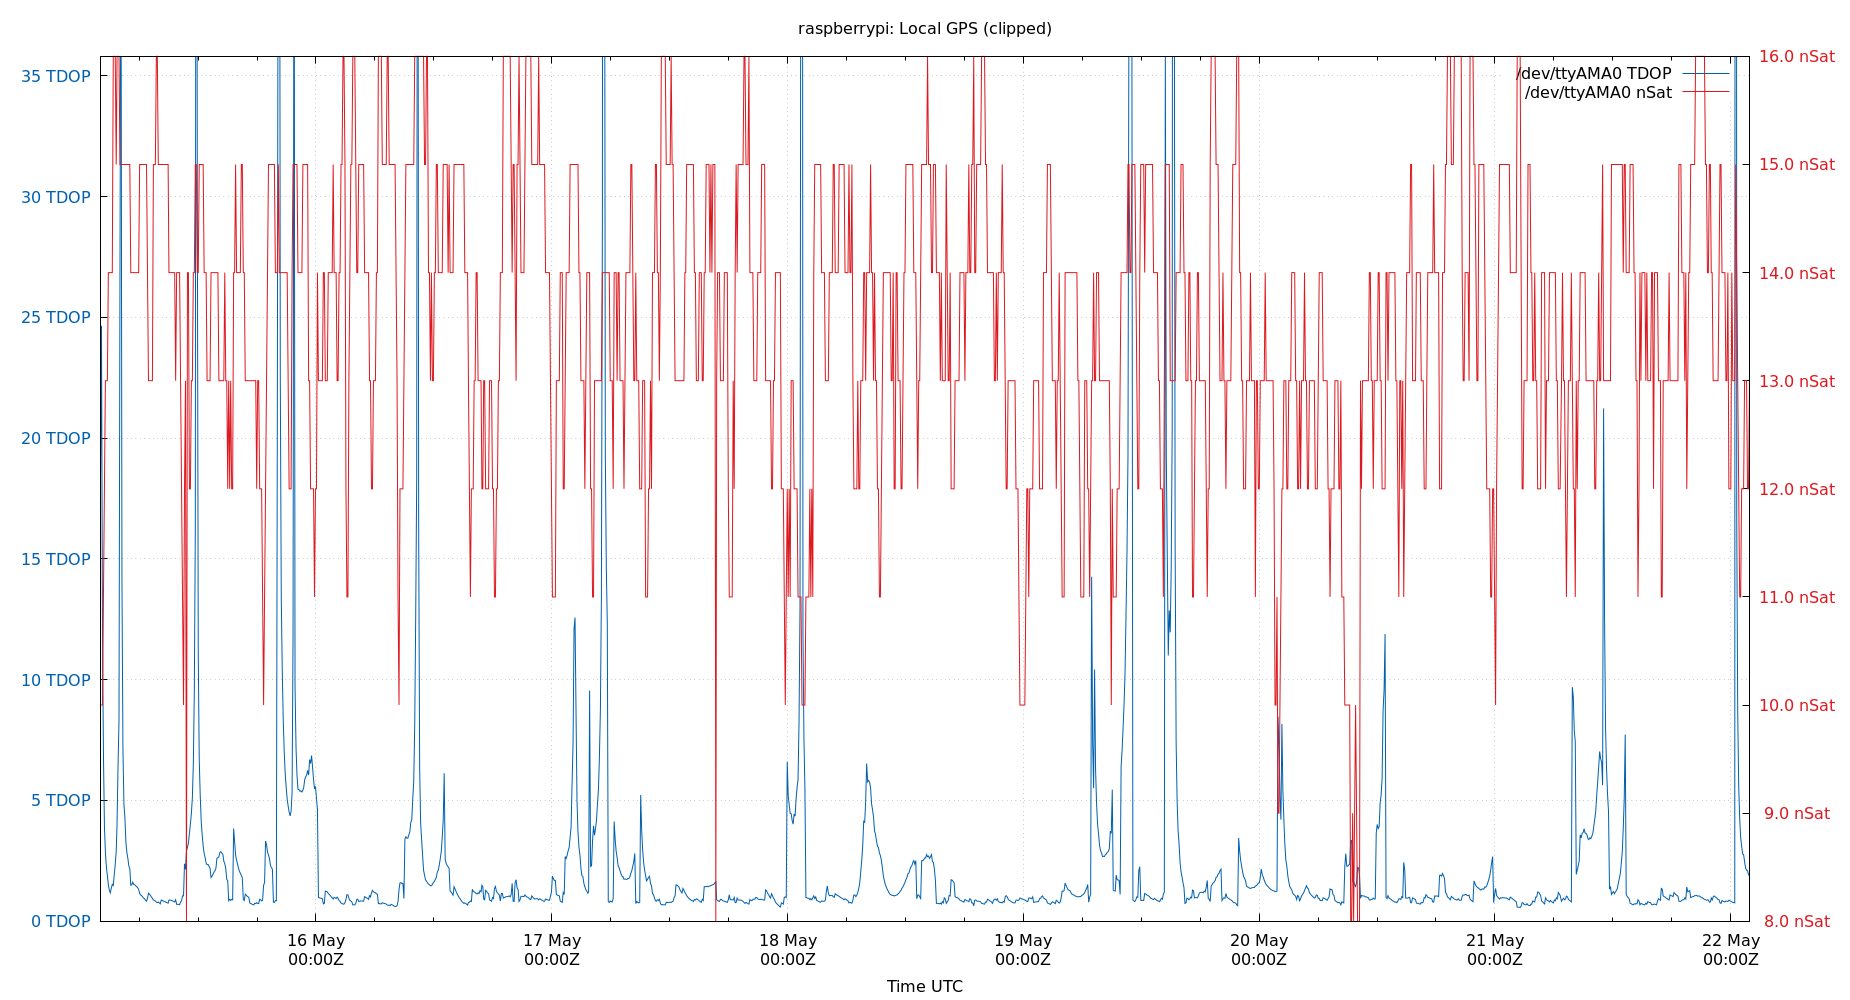 raspberrypi: Local GPS (clipped)
35 TDOP
30 TDOP
25 TDOP
20 TDOP
15 TDOP
10 TDOP
5 TDOP
0 TDOP
16.0 nSat
15.0 nSat
14.0 nSat
13.0 nSat
12.0 nSat
11.0 nSat
10.0 nSat
9.0 nSat
8.0 nSat
/dev/ttyAMA0 TDOP
/dev/ttyAMA0 nSat
16 May
00:00Z
17 May
00:00Z
18 May
00:00Z
19 May
00:00Z
20 May
00:00Z
21 May
00:00Z
22 May
00:00Z
Time UTC